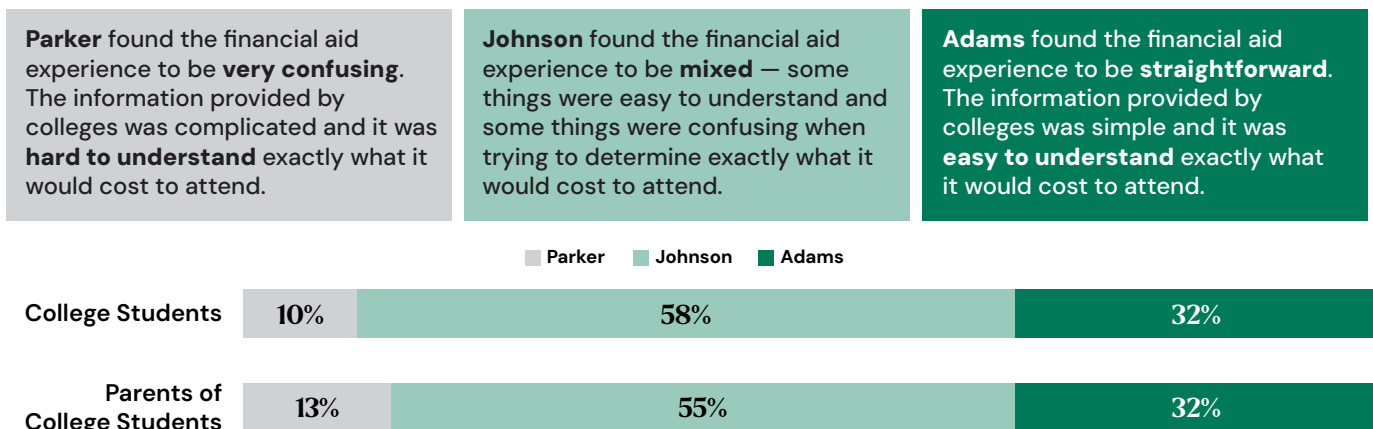 Parker found the financial aid
experience to be very confusing.
The information provided by
colleges was complicated and it was
hard to understand exactly what it
would cost to attend.
Johnson found the financial aid
experience to be mixed — some
things were easy to understand and
some things were confusing when
trying to determine exactly what it
would cost to attend.
Adams found the financial aid
experience to be straightforward.
The information provided by
colleges was simple and it was
easy to understand exactly what
it would cost to attend.
Parker Johnson Adams
College Students 10% 58% 32%
Parents of
College Students 13% 55% 32%